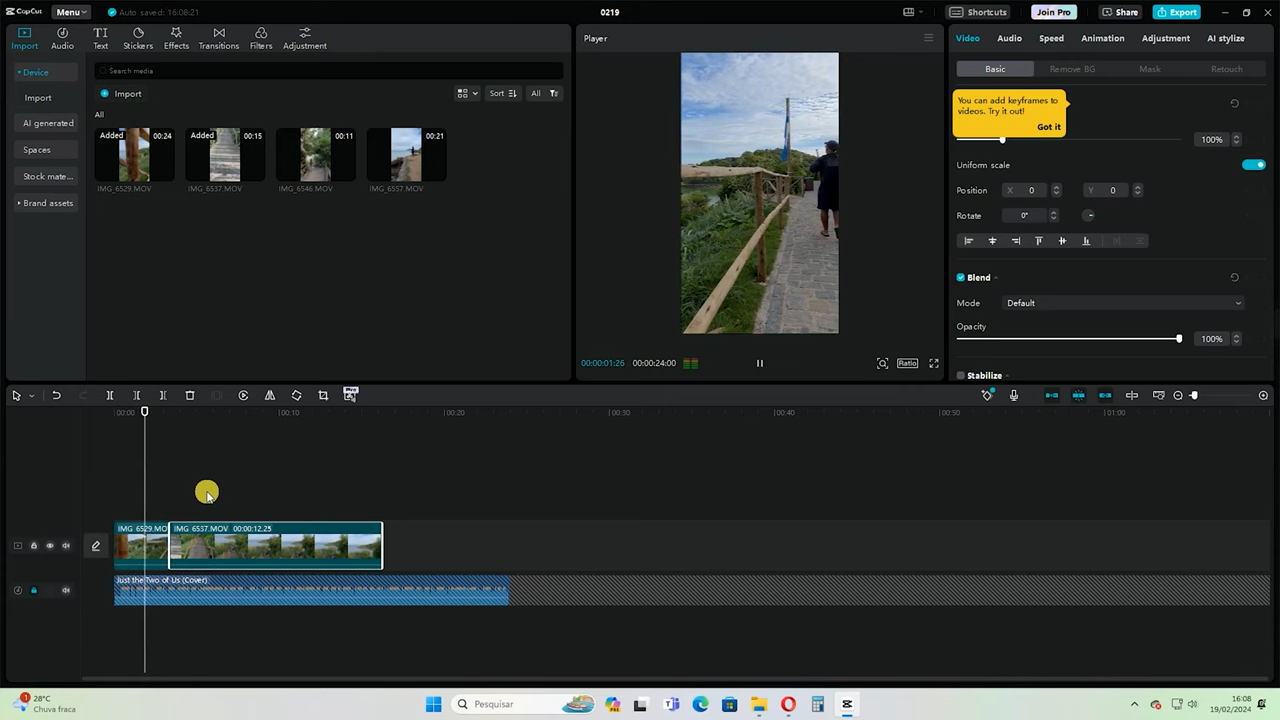 CapCut
Menu
Auto saved: 16:08:21
0219
Shortcuts
Join Pro
Share
Export
Import
Audio
Text
Stickers
Effects
Transitions
Filters
Adjustment
Device
Import
AI generated
Spaces
Stock mate...
Brand assets
Search media
Import
Sort
All
Added
00:24
Added
00:15
00:11
00:21
IMG_6529.MOV
IMG_6537.MOV
IMG_6546.MOV
IMG_6557.MOV
Player
00:00:01:26
00:00:24:00
Ratio
Video
Audio
Speed
Animation
Adjustment
AI stylize
Basic
Remove BG
Mask
Retouch
You can add keyframes to
videos. Try it out!
Got it
100%
Uniform scale
Position
X
0
Y
0
Rotate
0°
Blend
Mode
Default
Opacity
100%
Stabilize
00:00
00:10
00:20
00:30
00:40
00:50
01:00
IMG_6529.MO
IMG_6537.MOV 00:00:12:25
Just the Two of Us (Cover)
1
28°C
Chuva fraca
Pesquisar
16:08
19/02/2024